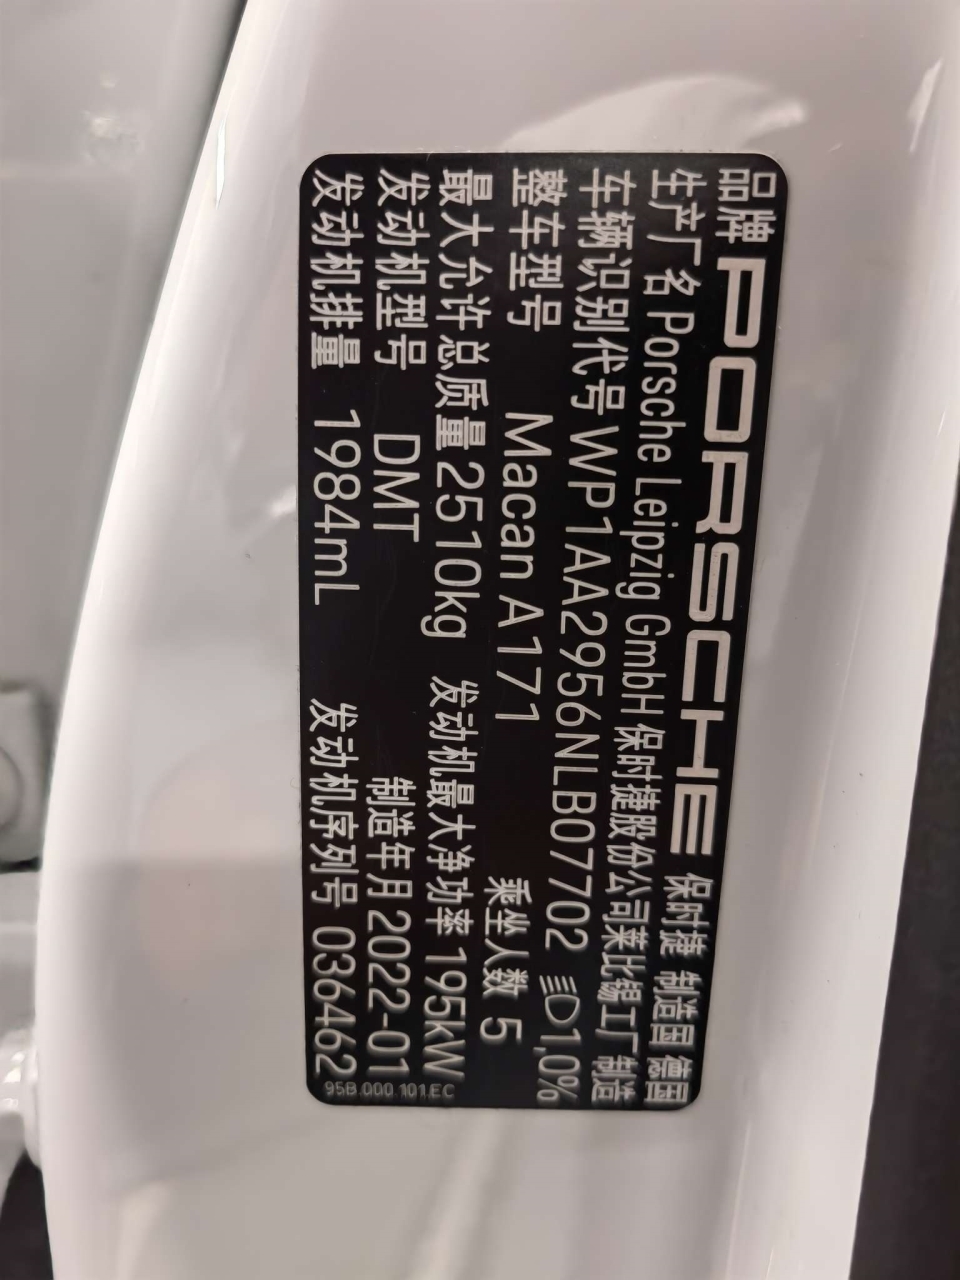 品牌 PORSCHE 保时捷 制造国 德国
生产厂名 Porsche Leipzig GmbH 保时捷股份公司莱比锡工厂 制造
车辆识别代号 WP1AA2956NLB07702 1,0%
整车型号 Macan A171 乘坐人数 5
最大允许总质量 2510kg 发动机最大净功率 195kW
发动机型号 DMT 制造年月 2022-01
发动机排量 1984mL 发动机序列号 036462
95B.000.101.EC